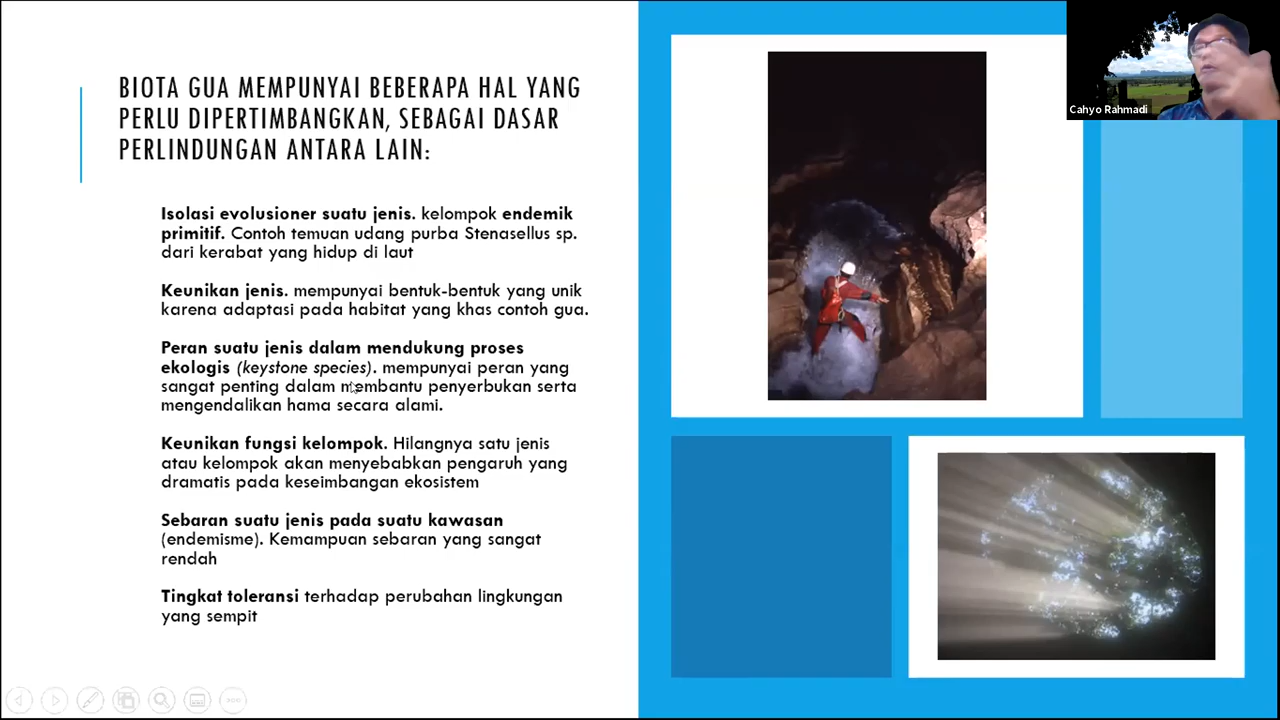 BIOTA GUA MEMPUNYAI BEBERAPA HAL YANG
PERLU DIPERTIMBANGKAN, SEBAGAI DASAR
PERLINDUNGAN ANTARA LAIN:
Isolasi evolusioner suatu jenis. kelompok endemik
primitif. Contoh temuan udang purba Stenasellus sp.
dari kerabat yang hidup di laut
Keunikan jenis. mempunyai bentuk-bentuk yang unik
karena adaptasi pada habitat yang khas contoh gua.
Peran suatu jenis dalam mendukung proses
ekologis (keystone species). mempunyai peran yang
sangat penting dalam membantu penyerbukan serta
mengendalikan hama secara alami.
Keunikan fungsi kelompok. Hilangnya satu jenis
atau kelompok akan menyebabkan pengaruh yang
dramatis pada keseimbangan ekosistem
Sebaran suatu jenis pada suatu kawasan
(endemisme). Kemampuan sebaran yang sangat
rendah
Tingkat toleransi terhadap perubahan lingkungan
yang sempit
Cahyo Rahmadi